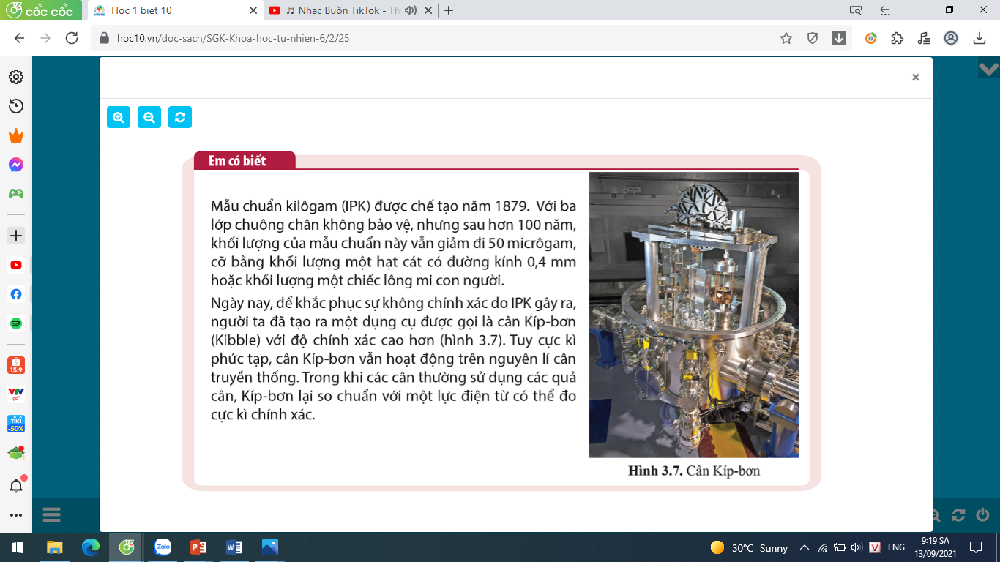 cốc cốc
Hoc 1 biet 10
Nhạc Buồn TikTok - Th
hoc10.vn/doc-sach/SGK-Khoa-hoc-tu-nhien-6/2/25
Em có biết
Mẫu chuẩn kilôgam (IPK) được chế tạo năm 1879. Với ba
lớp chuông chân không bảo vệ, nhưng sau hơn 100 năm,
khối lượng của mẫu chuẩn này vẫn giảm đi 50 micrôgam,
cỡ bằng khối lượng một hạt cát có đường kính 0,4 mm
hoặc khối lượng một chiếc lông mi con người.
Ngày nay, để khắc phục sự không chính xác do IPK gây ra,
người ta đã tạo ra một dụng cụ được gọi là cân Kíp-bơn
(Kibble) với độ chính xác cao hơn (hình 3.7). Tuy cực kì
phức tạp, cân Kíp-bơn vẫn hoạt động trên nguyên lí cân
truyền thống. Trong khi các cân thường sử dụng các quả
cân, Kíp-bơn lại so chuẩn với một lực điện từ có thể đo
cực kì chính xác.
Hình 3.7. Cân Kíp-bơn
15.9
VTV
go
TIKI
-50%
Zalo
30°C Sunny
V
ENG
9:19 SA
13/09/2021